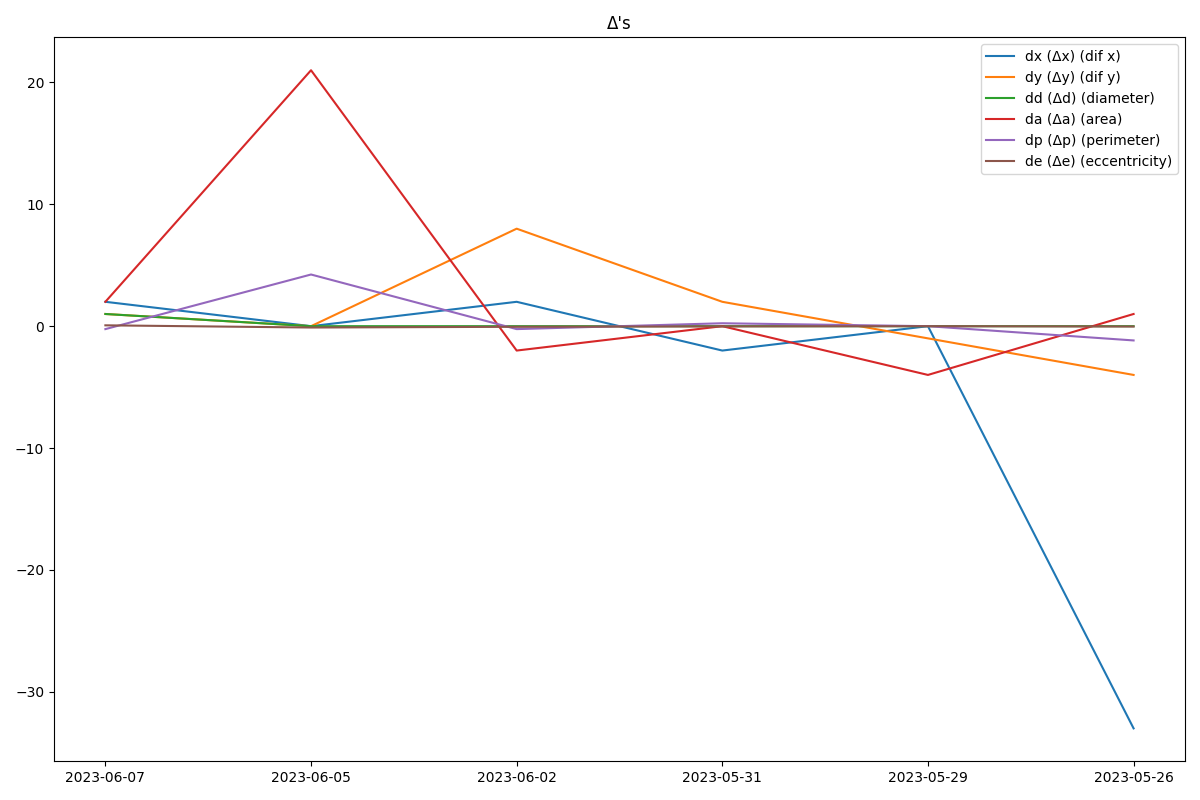 Δ's
dx (Δx) (dif x)
dy (Δy) (dif y)
dd (Δd) (diameter)
da (Δa) (area)
dp (Δp) (perimeter)
de (Δe) (eccentricity)
20
10
0
−10
−20
−30
2023-06-07 2023-06-05 2023-06-02 2023-05-31 2023-05-29 2023-05-26